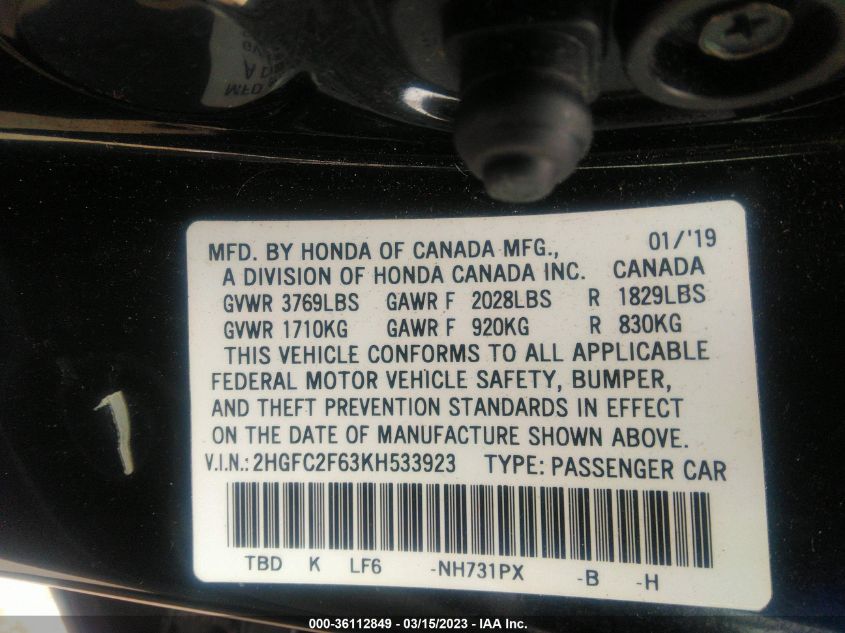 MFD. BY HONDA OF CANADA MFG., 01/'19
A DIVISION OF HONDA CANADA INC. CANADA
GVWR 3769LBS GAWR F 2028LBS R 1829LBS
GVWR 1710KG GAWR F 920KG R 830KG
THIS VEHICLE CONFORMS TO ALL APPLICABLE
FEDERAL MOTOR VEHICLE SAFETY, BUMPER,
AND THEFT PREVENTION STANDARDS IN EFFECT
ON THE DATE OF MANUFACTURE SHOWN ABOVE.
V.I.N.: 2HGFC2F63KH533923 TYPE: PASSENGER CAR
TBD K LF6 -NH731PX -B -H
000-36112849 - 03/15/2023 - IAA Inc.